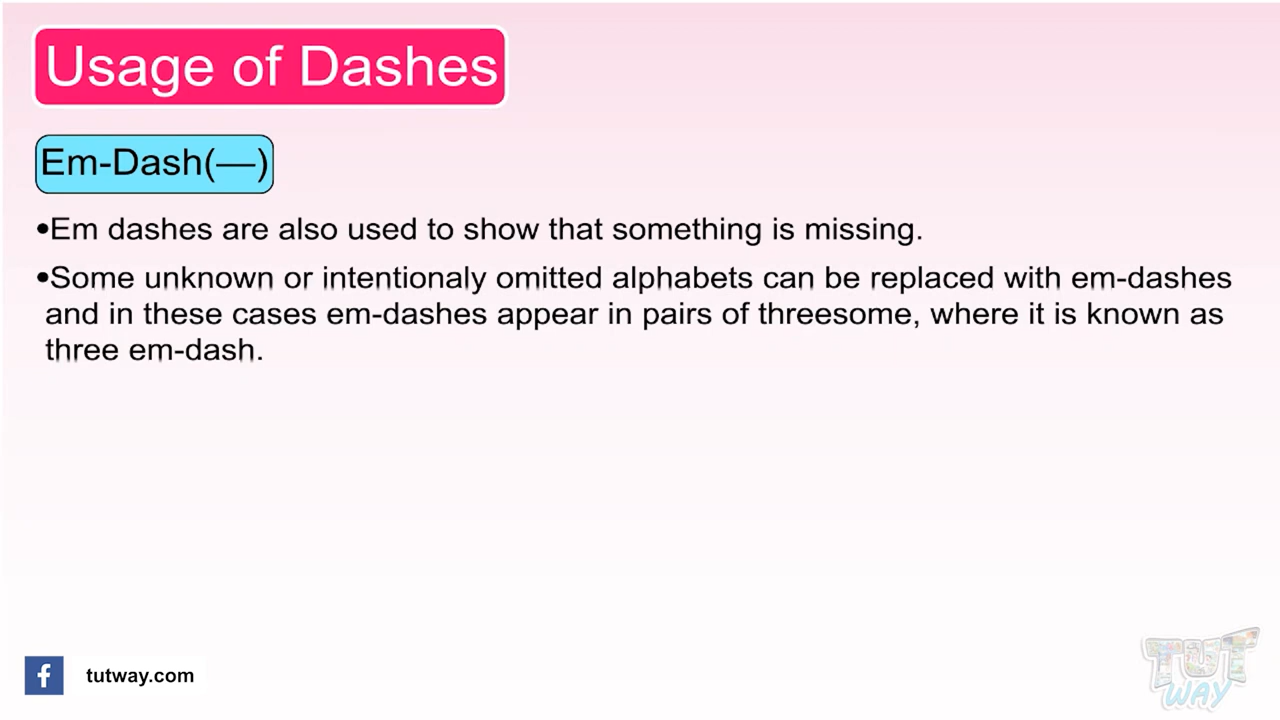 Usage of Dashes
Em-Dash(—)
•Em dashes are also used to show that something is missing.
•Some unknown or intentionaly omitted alphabets can be replaced with em-dashes
and in these cases em-dashes appear in pairs of threesome, where it is known as
three em-dash.
f tutway.com
TUT
WAY